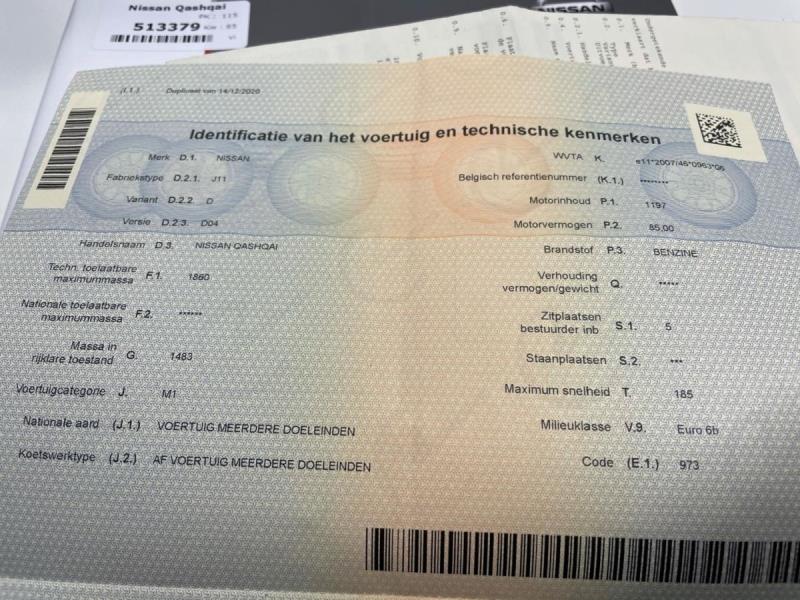 Nissan Qashqai
PK: 115
513379 KW: 85
NISSAN
(I.1.) Duplicaat van 14/12/2020
Identificatie van het voertuig en technische kenmerken
Merk D.1. NISSAN
Fabriekstype D.2.1. J11
Variant D.2.2. D
Versie D.2.3. D04
Handelsnaam D.3. NISSAN QASHQAI
Techn. toelaatbare
maximummassa F.1. 1860
Nationale toelaatbare
maximummassa F.2. ******
Massa in
rijklare toestand G. 1483
Voertuigcategorie J. M1
Nationale aard (J.1.) VOERTUIG MEERDERE DOELEINDEN
Koetswerktype (J.2.) AF VOERTUIG MEERDERE DOELEINDEN
WVTA K. e11*2007/46*0963*06
Belgisch referentienummer (K.1.) ********
Motorinhoud P.1. 1197
Motorvermogen P.2. 85,00
Brandstof P.3. BENZINE
Verhouding
vermogen/gewicht Q. *****
Zitplaatsen
bestuurder inb S.1. 5
Staanplaatsen S.2. ***
Maximum snelheid T. 185
Milieuklasse V.9. Euro 6b
Code (E.1.) 973